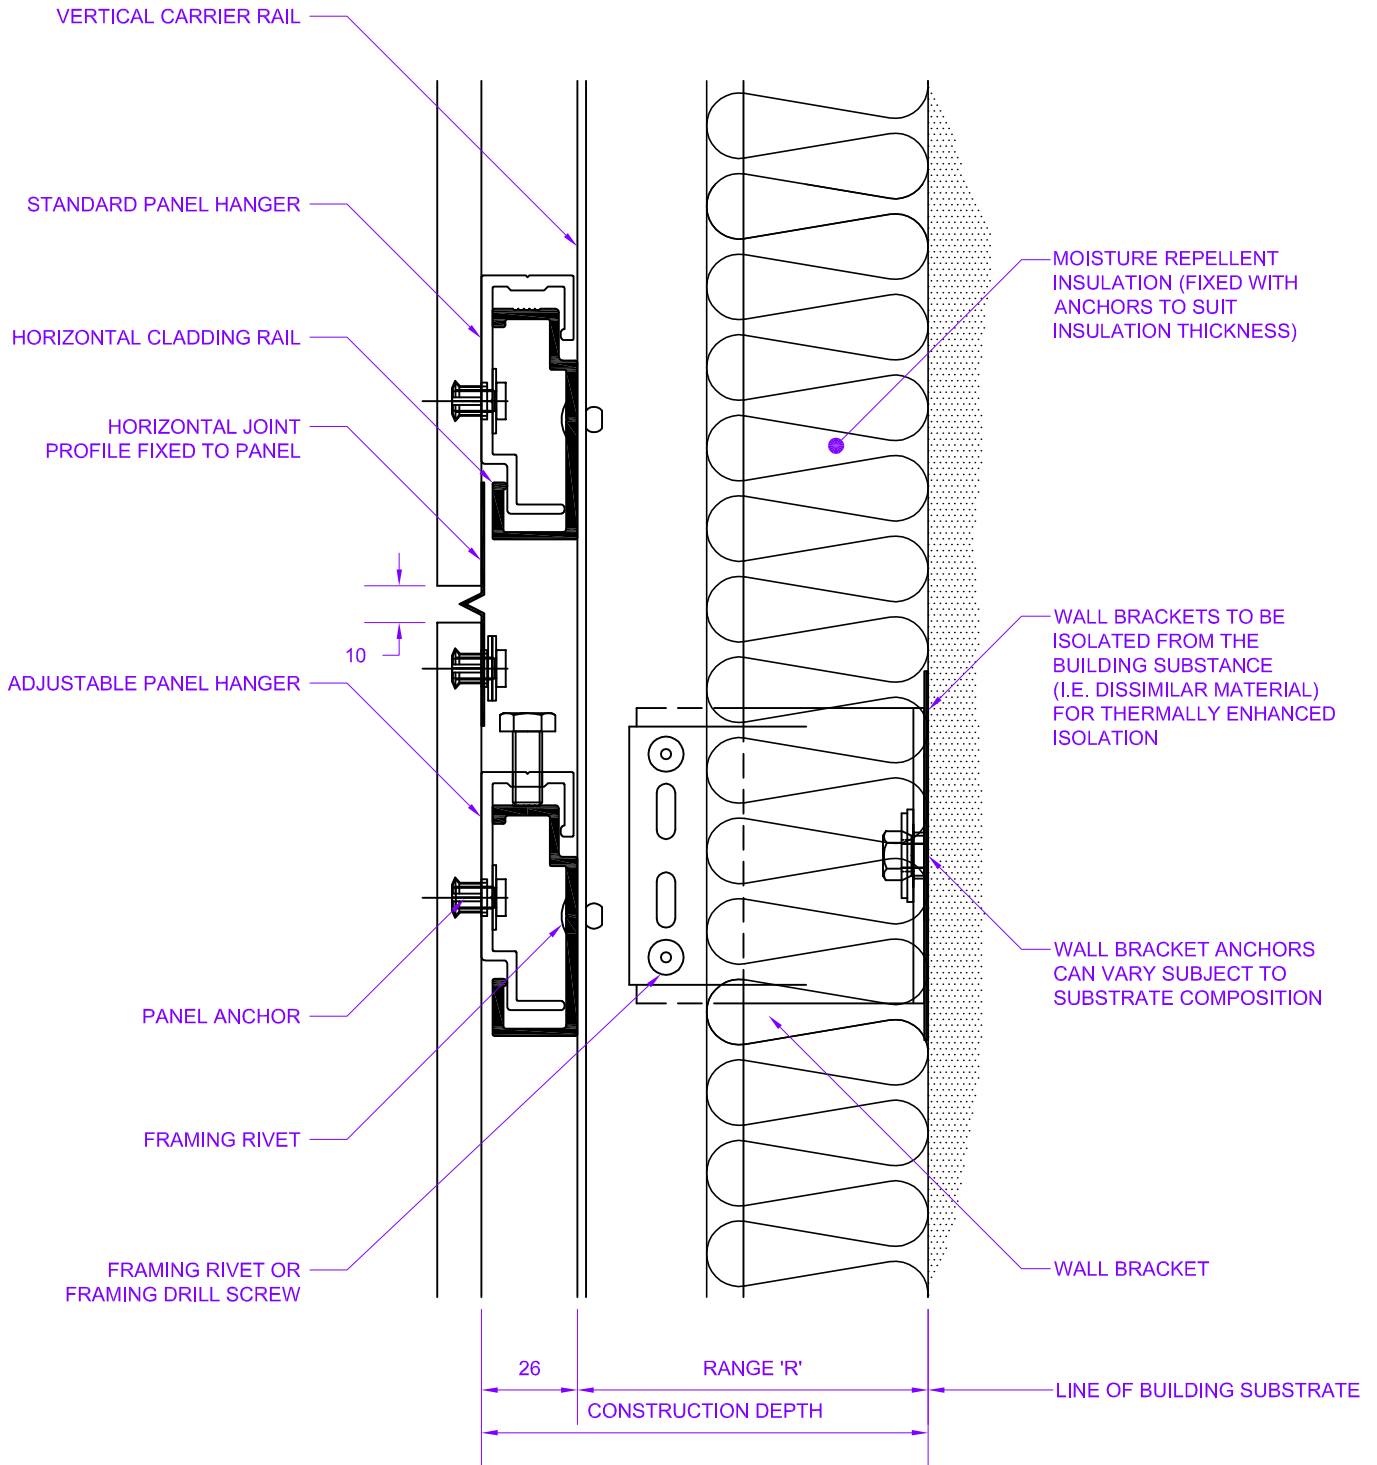 VERTICAL CARRIER RAIL
STANDARD PANEL HANGER
HORIZONTAL CLADDING RAIL
HORIZONTAL JOINT
PROFILE FIXED TO PANEL
10
ADJUSTABLE PANEL HANGER
PANEL ANCHOR
FRAMING RIVET
FRAMING RIVET OR
FRAMING DRILL SCREW
MOISTURE REPELLENT
INSULATION (FIXED WITH
ANCHORS TO SUIT
INSULATION THICKNESS)
WALL BRACKETS TO BE
ISOLATED FROM THE
BUILDING SUBSTANCE
(I.E. DISSIMILAR MATERIAL)
FOR THERMALLY ENHANCED
ISOLATION
WALL BRACKET ANCHORS
CAN VARY SUBJECT TO
SUBSTRATE COMPOSITION
WALL BRACKET
26
RANGE 'R'
LINE OF BUILDING SUBSTRATE
CONSTRUCTION DEPTH